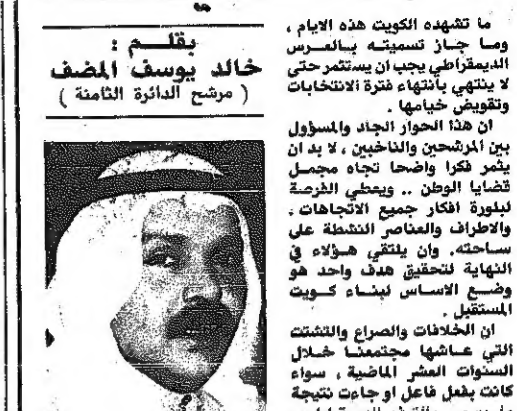 ما تشهده الكويت هذه الايام ،
وما جاز تسميته بالعرس
الديمقراطي يجب ان يستثمر حتى
لا ينتهي بأنتهاء فترة الانتخابات
وتقويض خيامها .
ان هذا الحوار الجاد والمسؤول
بين المرشحين والناخبين ، لا بد ان
يثمر فكرا واضحا تجاه مجمل
قضايا الوطن .. ويعطي الفرصة
لبلورة افكار جميع الاتجاهات ،
والاطراف والعناصر النشطة على
ساحته. وان يلتقي هؤلاء في
النهاية لتحقيق هدف واحد هو
وضع الاساس لبناء كويت
المستقبل .
ان الخلافات والصراع والتشتت
التي عاشها مجتمعنا خلال
السنوات العشر الماضية ، سواء
كانت بفعل فاعل او جاءت نتيجة
بقلم :
خالد يوسف المضف
( مرشح الدائرة الثامنة )